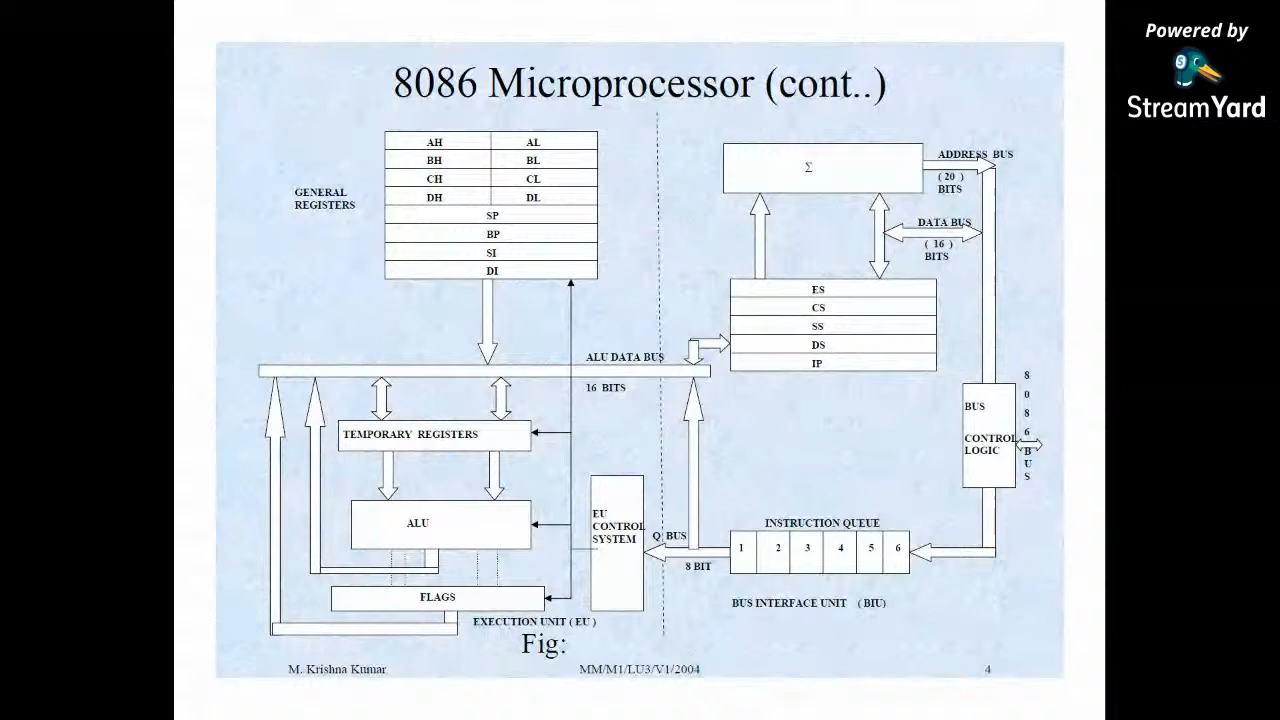 Powered by
StreamYard
8086 Microprocessor (cont..)
AH AL
BH BL
CH CL
DH DL
SP
BP
SI
DI
GENERAL
REGISTERS
Σ
ADDRESS BUS
( 20 )
BITS
DATA BUS
( 16 )
BITS
ES
CS
SS
DS
IP
ALU DATA BUS
16 BITS
TEMPORARY REGISTERS
ALU
FLAGS
EU
CONTROL
SYSTEM
Q BUS
8 BIT
INSTRUCTION QUEUE
1 2 3 4 5 6
BUS INTERFACE UNIT ( BIU)
BUS
CONTROL
LOGIC
8
0
8
6
B
U
S
EXECUTION UNIT ( EU )
Fig:
M. Krishna Kumar MM/M1/LU3/V1/2004 4